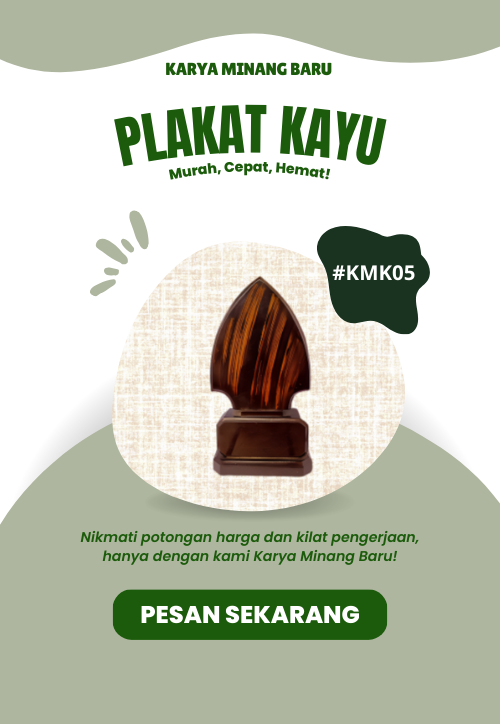 KARYA MINANG BARU
PLAKAT KAYU
Murah, Cepat, Hemat!
#KMK05
Nikmati potongan harga dan kilat pengerjaan,
hanya dengan kami Karya Minang Baru!
PESAN SEKARANG